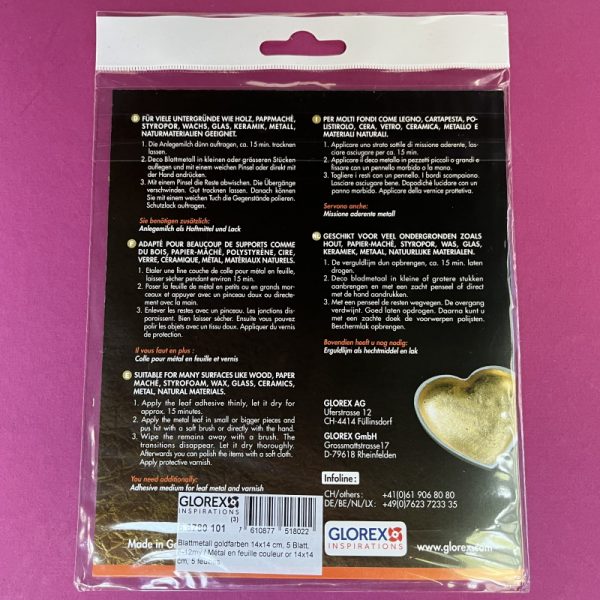 D FÜR VIELE UNTERGRÜNDE WIE HOLZ, PAPPMACHÉ,
STYROPOR, WACHS, GLAS, KERAMIK, METALL,
NATURMATERIALIEN GEEIGNET.
1. Die Anlegemilch dünn auftragen, ca. 15 min. trocknen
lassen.
2. Deco Blattmetall in kleinen oder grösseren Stücken
auflegen und mit einem weichen Pinsel oder direkt mit
der Hand andrücken.
3. Mit einem Pinsel die Reste abwischen. Die Übergänge
verschwinden. Gut trocknen lassen. Danach können
Sie mit einem weichen Tuch die Gegenstände polieren.
Schutzlack auftragen.
Sie benötigen zusätzlich:
Anlegemilch als Haftmittel und Lack
F ADAPTÉ POUR BEAUCOUP DE SUPPORTS COMME
DU BOIS, PAPIER-MÂCHÉ, POLYSTYRÈNE, CIRE,
VERRE, CÉRAMIQUE, MÉTAL, MATÉRIAUX NATURELS.
1. Etaler une fine couche de colle pour métal en feuille,
laisser sécher pendant environ 15 min.
2. Poser la feuille de métal en petits ou en grands mor-
ceaux et appuyer avec un pinceau doux ou directe-
ment avec la main.
3. Enlever les restes avec un pinceau. Les jonctions dis-
paraissent. Bien laisser sécher. Ensuite vous pouvez
polir les objets avec un tissu doux. Appliquer du vernis
de protection.
Il vous faut en plus :
Colle pour métal en feuille et vernis
E SUITABLE FOR MANY SURFACES LIKE WOOD, PAPER
MACHÉ, STYROFOAM, WAX, GLASS, CERAMICS,
METAL, NATURAL MATERIALS.
1. Apply the leaf adhesive thinly, let it dry for
approx. 15 minutes.
2. Apply the metal leaf in small or bigger pieces and
put hit with a soft brush or directly with the hand.
3. Wipe the remains away with a brush. The
transitions disappear. Let it dry thoroughly.
Afterwards you can polish the items with a soft cloth.
Apply protective varnish.
You need additionally:
Adhesive medium for leaf metal and varnish
Made in Ge
GLOREX
INSPIRATIONS
(3)
101
7 610877 518022
Blattmetall goldfarben 14x14 cm, 5 Blatt,
/ Métal en feuille couleur or 14x14
cm, 5 feuilles
I PER MOLTI FONDI COME LEGNO, CARTAPESTA, PO-
LISTIROLO, CERA, VETRO, CERAMICA, METALLO E
MATERIALI NATURALI.
1. Applicare uno strato sottile di missione aderente, las-
ciare asciugare per ca. 15 min.
2. Applicare il deco metallo in pezzetti piccoli o grandi e
fissare con un pennello morbido o la mano.
3. Togliere i resti con un pennello. I bordi scompaiono.
Lasciare asciugare bene. Dopodiché lucidare con un
panno morbido. Applicare della vernice protettiva.
Servono anche:
Missione aderente metall
NL GESCHIKT VOOR VEEL ONDERGRONDEN ZOALS
HOUT, PAPIER-MACHÉ, STYROPOR, WAS, GLAS,
KERAMIEK, METAAL, NATUURLIJKE MATERIALEN.
1. De verguldlijm dun opbrengen, ca. 15 min. laten
drogen.
2. Deco bladmetaal in kleine of grotere stukken
aanbrengen en met een zacht penseel of direct
met de hand aandrukken.
3. Met een penseel de resten wegvegen. De overgang
verdwijnt. Goed laten opdrogen. Daarna kunt u
met een zachte doek de voorwerpen polijsten.
Beschermlak opbrengen.
Bovendien heeft u nog nodig:
Erguldlijm als hechtmiddel en lak
GLOREX AG
Uferstrasse 12
CH-4414 Füllinsdorf
GLOREX GmbH
Grossmattstrasse17
D-79618 Rheinfelden
Infoline:
CH/others : +41(0)61 906 80 80
DE/BE/NL/LX : +49(0)7623 7233 35
GLOREX
INSPIRATIONS
www.glorex.com